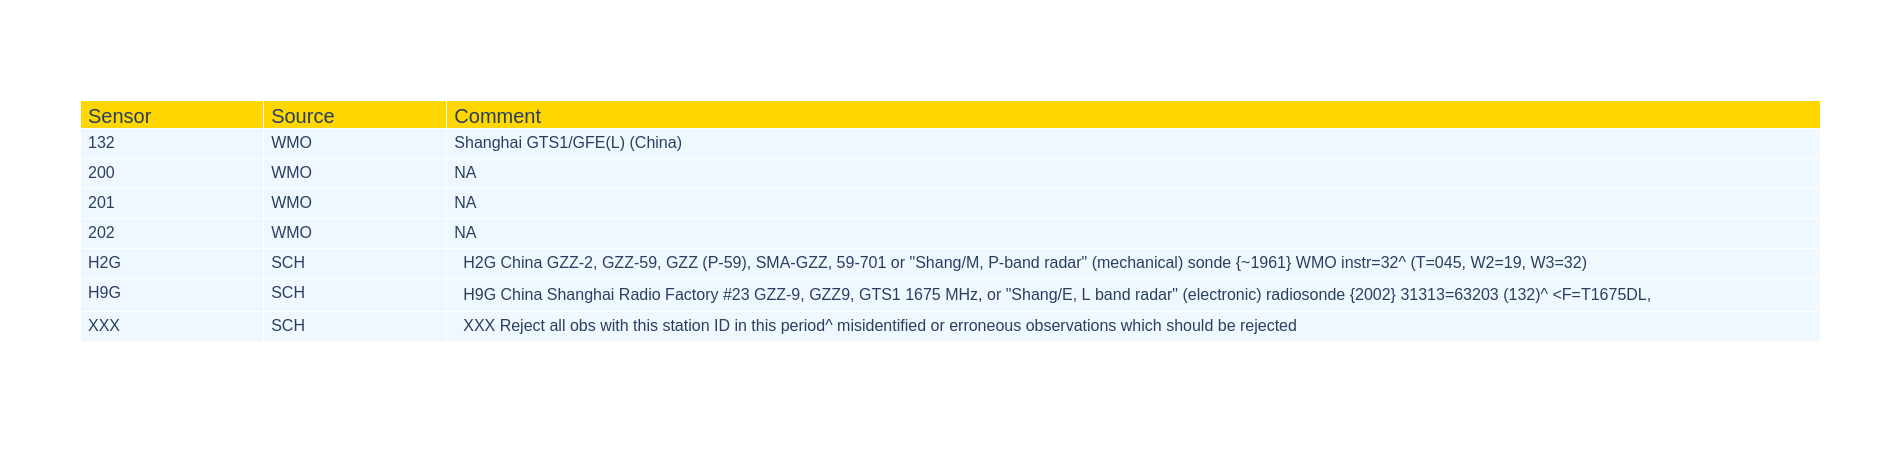 Sensor Source Comment
132 WMO Shanghai GTS1/GFE(L) (China)
200 WMO NA
201 WMO NA
202 WMO NA
H2G SCH H2G China GZZ-2, GZZ-59, GZZ (P-59), SMA-GZZ, 59-701 or "Shang/M, P-band radar" (mechanical) sonde {~1961} WMO instr=32^ (T=045, W2=19, W3=32)
H9G SCH H9G China Shanghai Radio Factory #23 GZZ-9, GZZ9, GTS1 1675 MHz, or "Shang/E, L band radar" (electronic) radiosonde {2002} 31313=63203 (132)^ <F=T1675DL,
XXX SCH XXX Reject all obs with this station ID in this period^ misidentified or erroneous observations which should be rejected